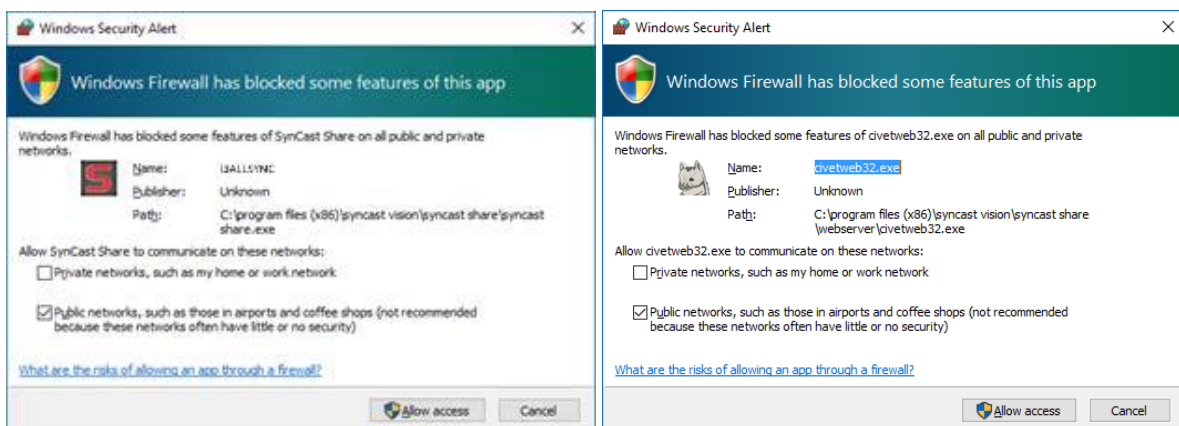 Windows Security Alert
Windows Firewall has blocked some features of this app
Windows Firewall has blocked some features of SynCast Share on all public and private
networks.
Name: i3ALLSYNC
Publisher: Unknown
Path: C:\program files (x86)\syncast vision\syncast share\syncast
share.exe
Allow SynCast Share to communicate on these networks:
Private networks, such as my home or work network
Public networks, such as those in airports and coffee shops (not recommended
because these networks often have little or no security)
What are the risks of allowing an app through a firewall?
Allow access Cancel
Windows Security Alert
Windows Firewall has blocked some features of this app
Windows Firewall has blocked some features of civetweb32.exe on all public and private
networks.
Name: civetweb32.exe
Publisher: Unknown
Path: C:\program files (x86)\syncast vision\syncast share
\webserver\civetweb32.exe
Allow civetweb32.exe to communicate on these networks:
Private networks, such as my home or work network
Public networks, such as those in airports and coffee shops (not recommended
because these networks often have little or no security)
What are the risks of allowing an app through a firewall?
Allow access Cancel